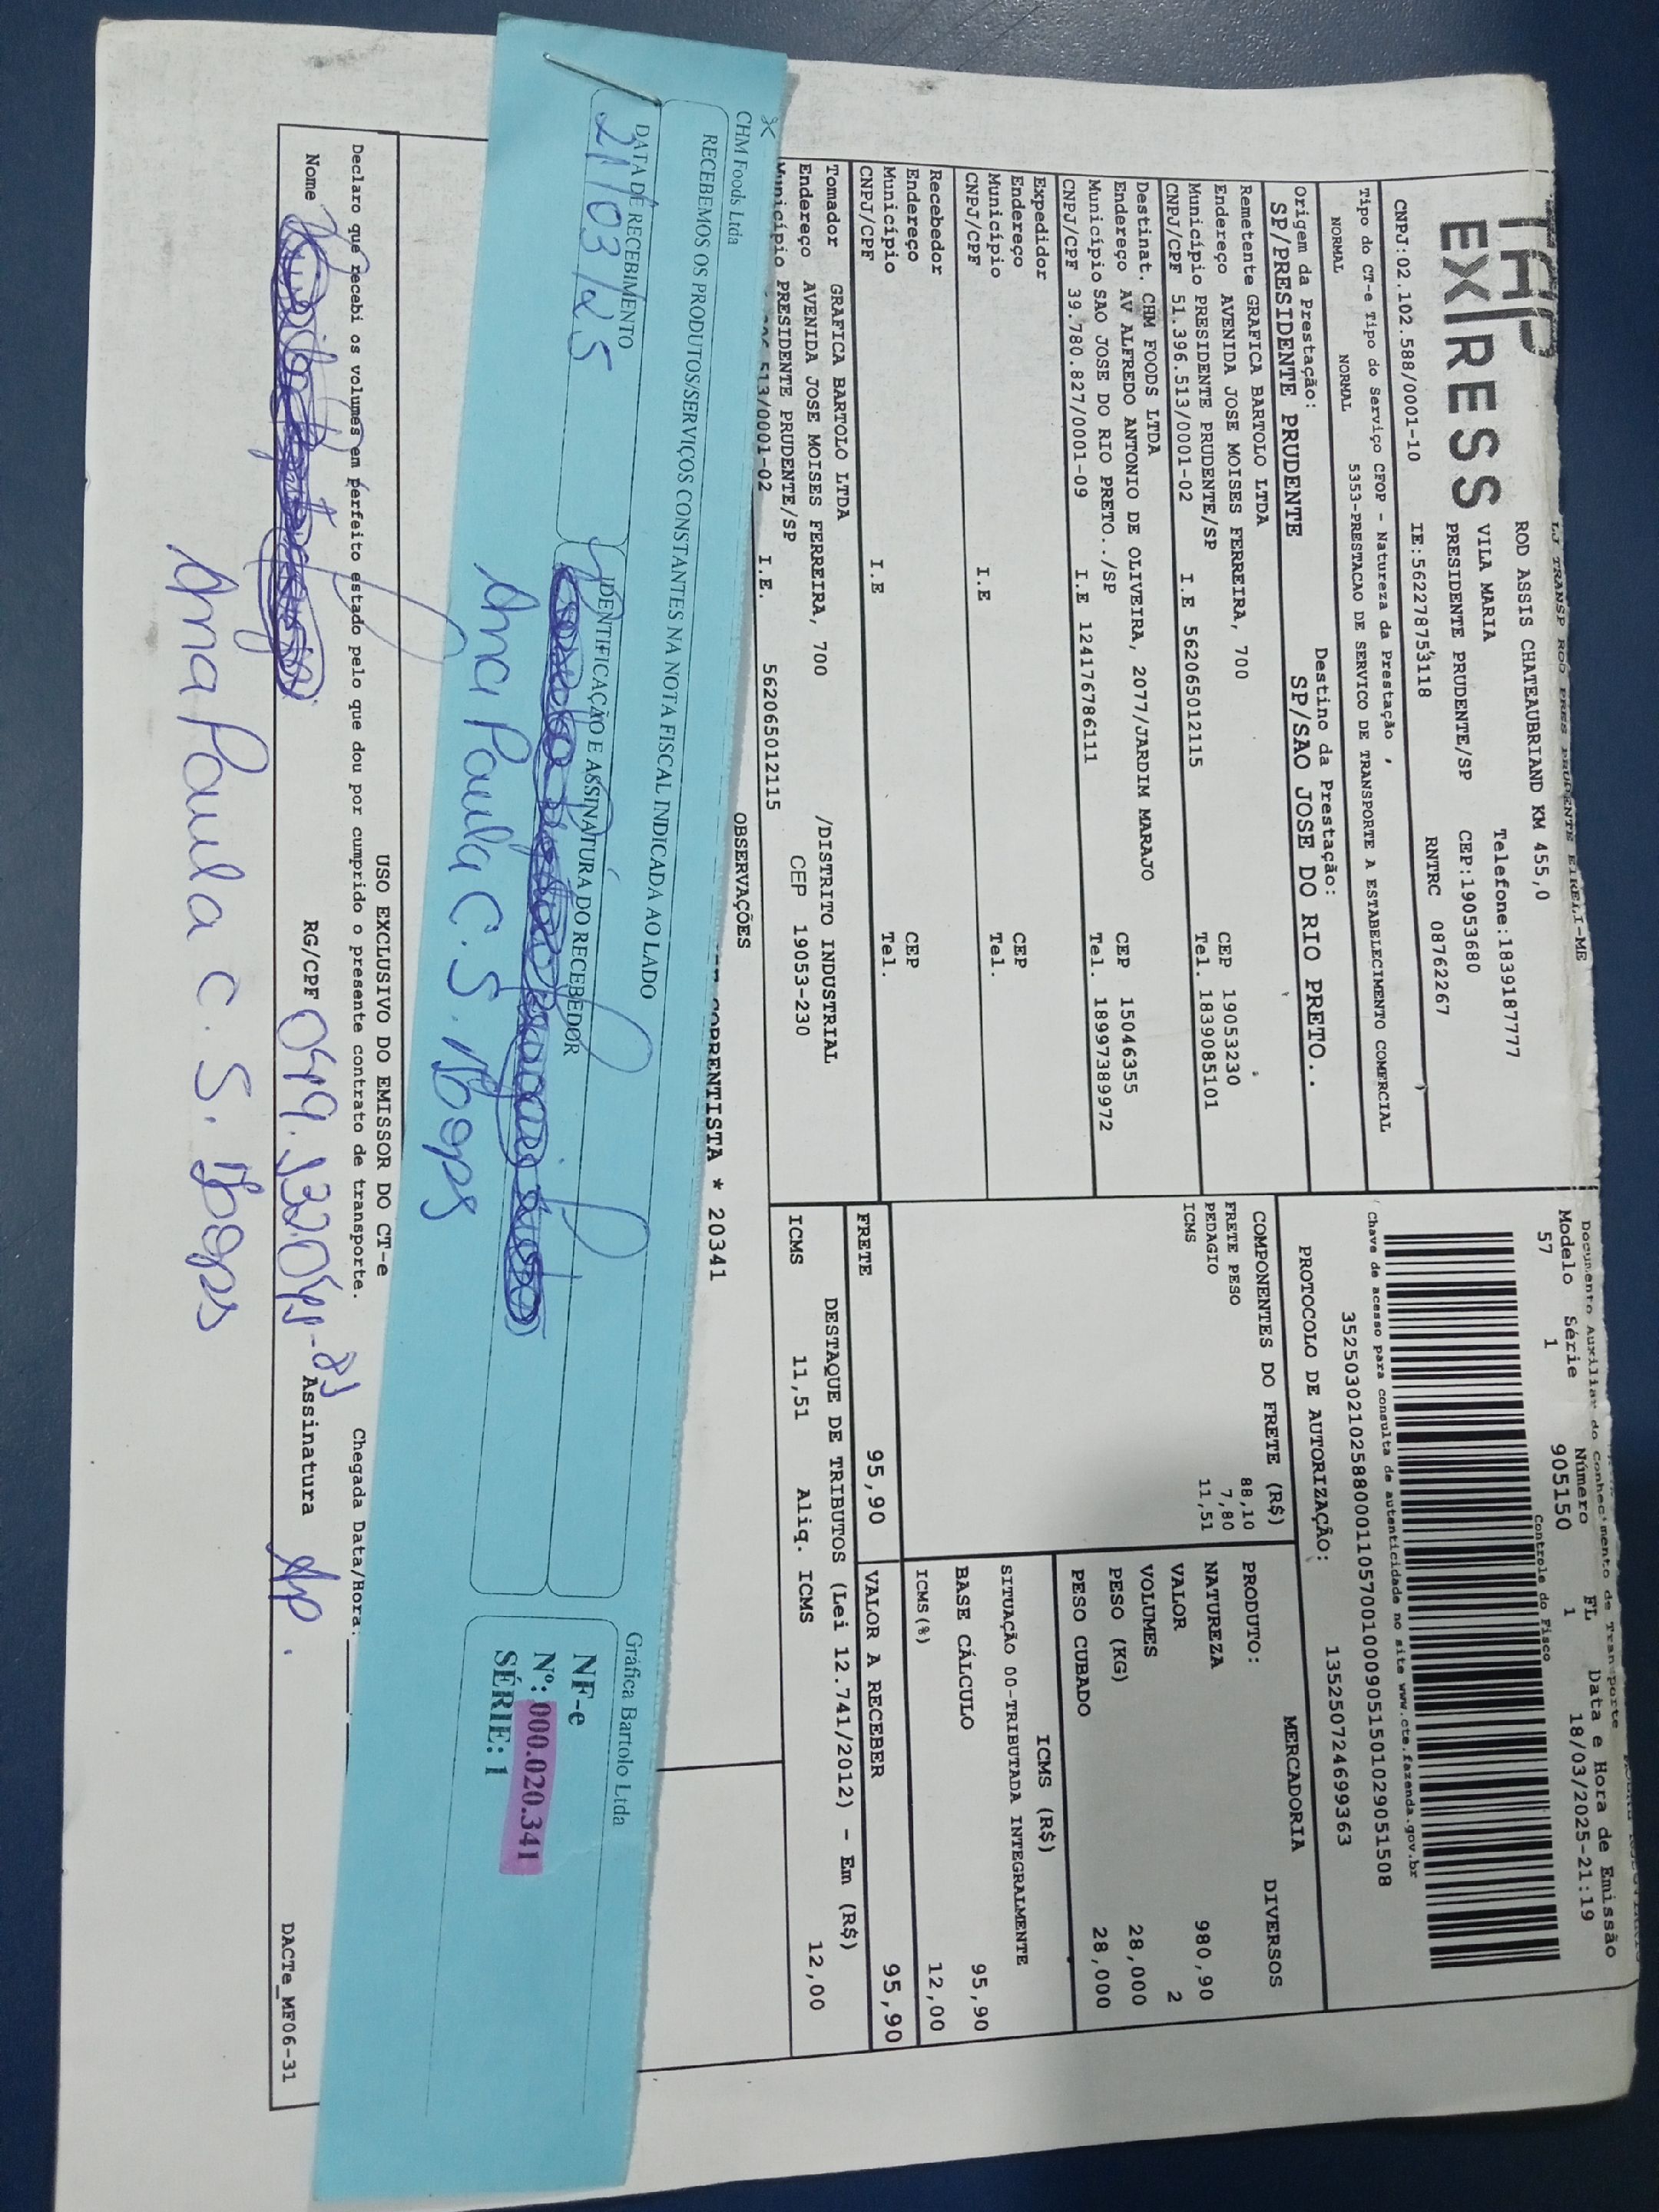 TAP
EXPRESS
LJ TRANSP ROD PRES PRUDENTE EIRELI-ME
ROD ASSIS CHATEAUBRIAND KM 455,0
VILA MARIA
Telefone:1839187777
PRESIDENTE PRUDENTE/SP
CEP:19053680
CNPJ:02.102.588/0001-10
IE:562278753118
RNTRC 08762267
Tipo do CT-e Tipo do Serviço CFOP - Natureza da Prestação
NORMAL NORMAL 5353-PRESTACAO DE SERVICO DE TRANSPORTE A ESTABELECIMENTO COMERCIAL
Origem da Prestação: Destino da Prestação:
SP/PRESIDENTE PRUDENTE SP/SAO JOSE DO RIO PRETO..
Documento Auxiliar do Conhecimento de Transporte
Modelo Série Número FL Data e Hora de Emissão
57 1 905150 1 18/03/2025-21:19
Controle do Fisco
Chave de acesso para consulta de autenticidade no site www.cte.fazenda.gov.br
35250302102588000110570010009051501029051508
PROTOCOLO DE AUTORIZAÇÃO: 135250724699363
Remetente GRAFICA BARTOLO LTDA
Endereço AVENIDA JOSE MOISES FERREIRA, 700 CEP 19053230
Município PRESIDENTE PRUDENTE/SP Tel. 1839085101
CNPJ/CPF 51.396.513/0001-02 I.E 562065012115
Destinat. CHM FOODS LTDA
Endereço AV ALFREDO ANTONIO DE OLIVEIRA, 2077/JARDIM MARAJO CEP 15046355
Município SAO JOSE DO RIO PRETO../SP Tel. 18997389972
CNPJ/CPF 39.780.827/0001-09 I.E 124176786111
Expedidor
Endereço CEP
Município Tel.
CNPJ/CPF I.E
Recebedor
Endereço CEP
Município Tel.
CNPJ/CPF I.E
Tomador GRAFICA BARTOLO LTDA /DISTRITO INDUSTRIAL
Endereço AVENIDA JOSE MOISES FERREIRA, 700 CEP 19053-230
Município PRESIDENTE PRUDENTE/SP
513/0001-02 I.E. 562065012115
COMPONENTES DO FRETE (R$)
FRETE PESO 88,10
PEDAGIO 7,80
ICMS 11,51
MERCADORIA
PRODUTO: DIVERSOS
NATUREZA
VALOR 980,90
VOLUMES 2
PESO (KG) 28,000
PESO CUBADO 28,000
ICMS (R$)
SITUAÇÃO 00-TRIBUTADA INTEGRALMENTE
BASE CÁLCULO 95,90
ICMS(%) 12,00
FRETE 95,90 VALOR A RECEBER 95,90
DESTAQUE DE TRIBUTOS (Lei 12.741/2012) - Em (R$)
ICMS 11,51 Aliq. ICMS 12,00
OBSERVAÇÕES
CORRENTISTA * 20341
CHM Foods Ltda
RECEBEMOS OS PRODUTOS/SERVIÇOS CONSTANTES NA NOTA FISCAL INDICADA AO LADO
DATA DE RECEBIMENTO
21/03/25
IDENTIFICAÇÃO E ASSINATURA DO RECEBEDOR
Ana Paula C. S.
Gráfica Bartolo Ltda
NF-e
Nº: 000.020.341
SÉRIE: 1
USO EXCLUSIVO DO EMISSOR DO CT-e
Declaro que recebi os volumes em perfeito estado pelo que dou por cumprido o presente contrato de transporte. Chegada Data/Hora:
Nome RG/CPF Assinatura Ap.
Ana Paula C. S.
DACTe_MF06-31